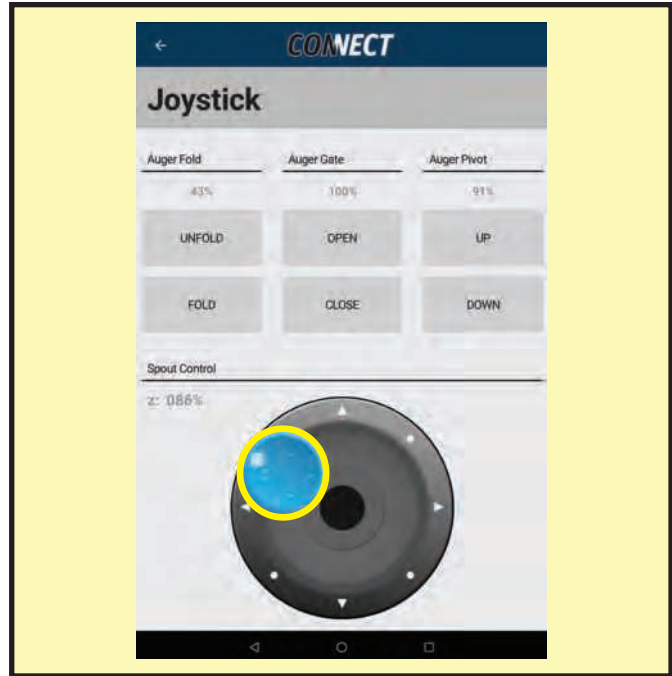 CONNECT
Joystick
Auger Fold Auger Gate Auger Pivot
43% 100% 91%
UNFOLD OPEN UP
FOLD CLOSE DOWN
Spout Control
z: 086%